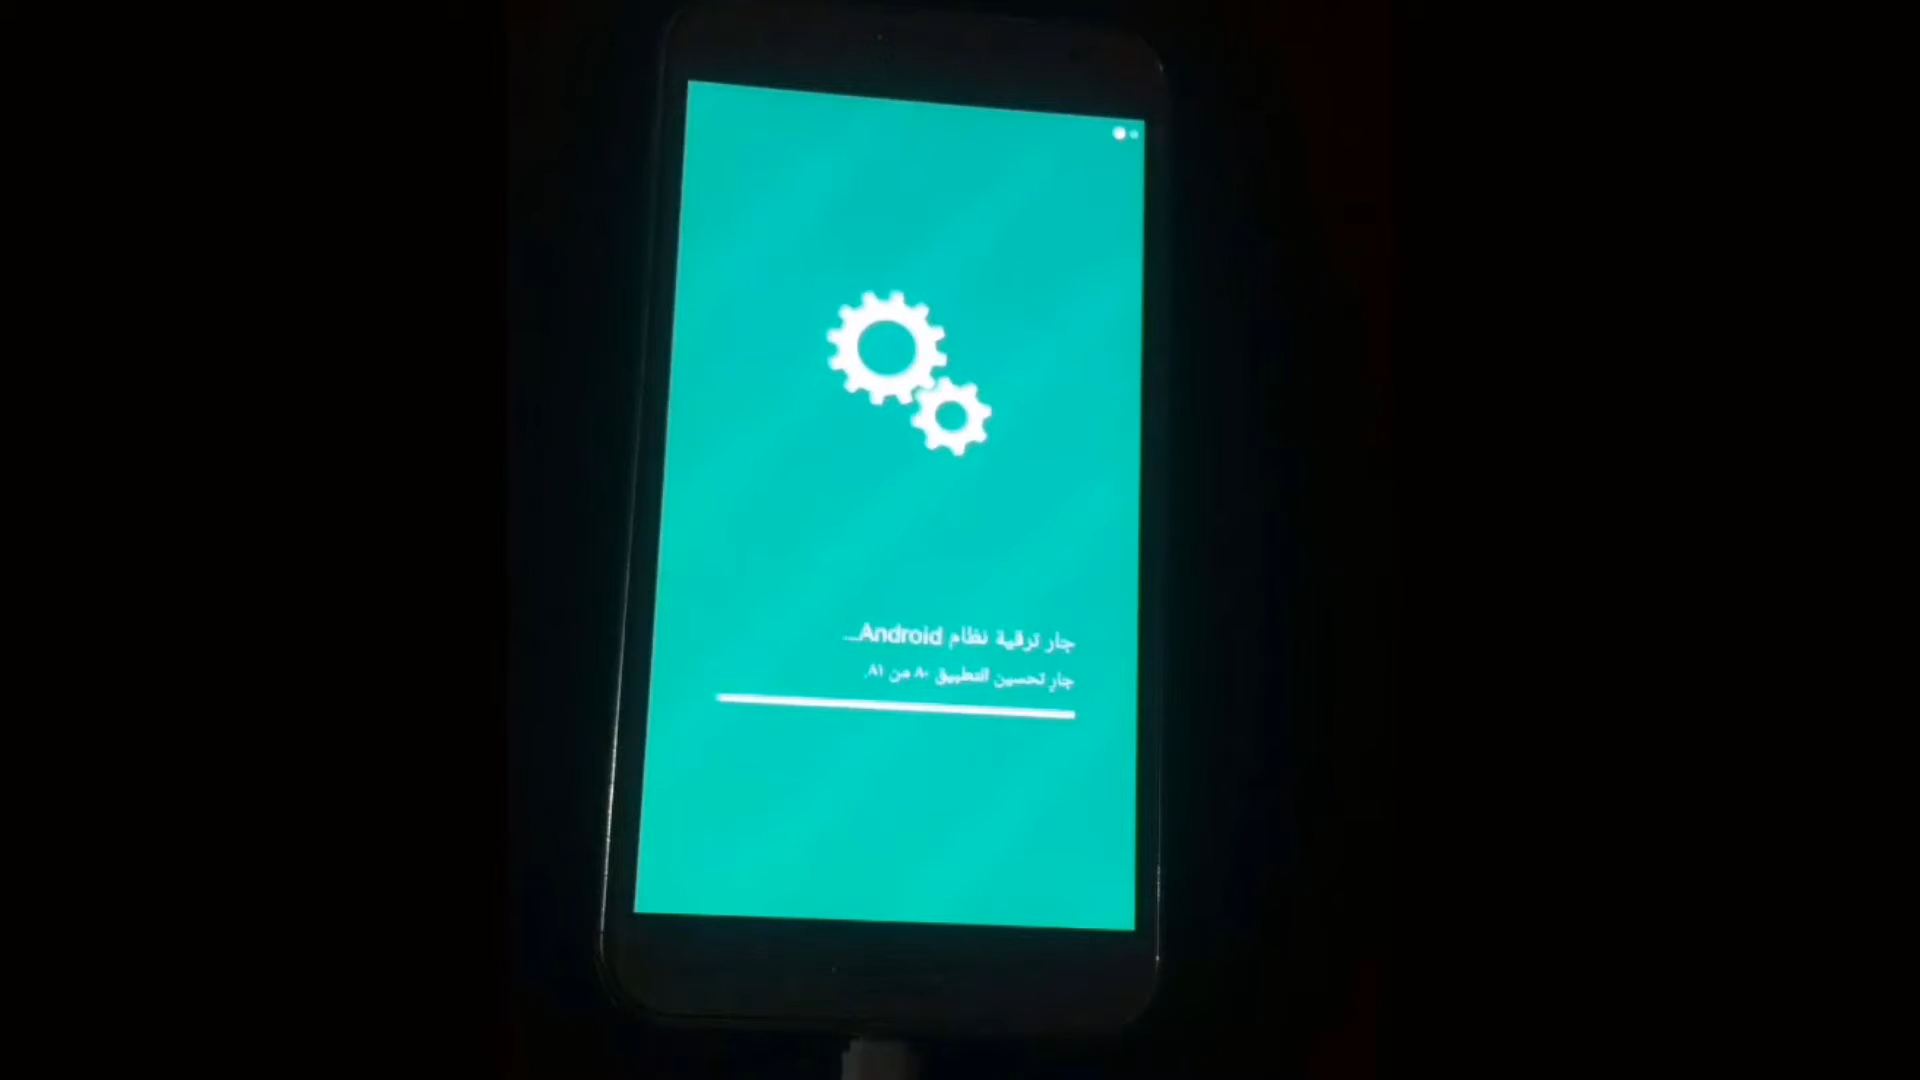 جار ترقية نظام Android...
جارٍ تحسين التطبيق ٨٠ من ٨١.